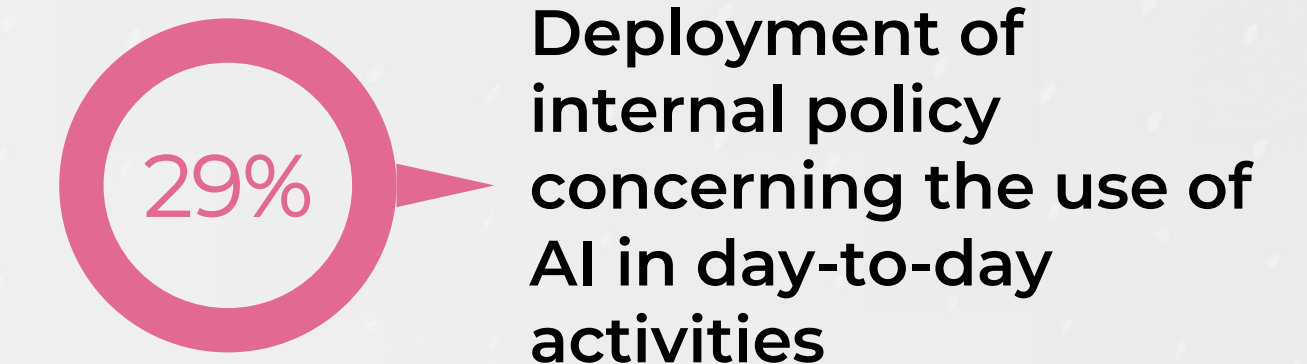 29%
Deployment of
internal policy
concerning the use of
AI in day-to-day
activities